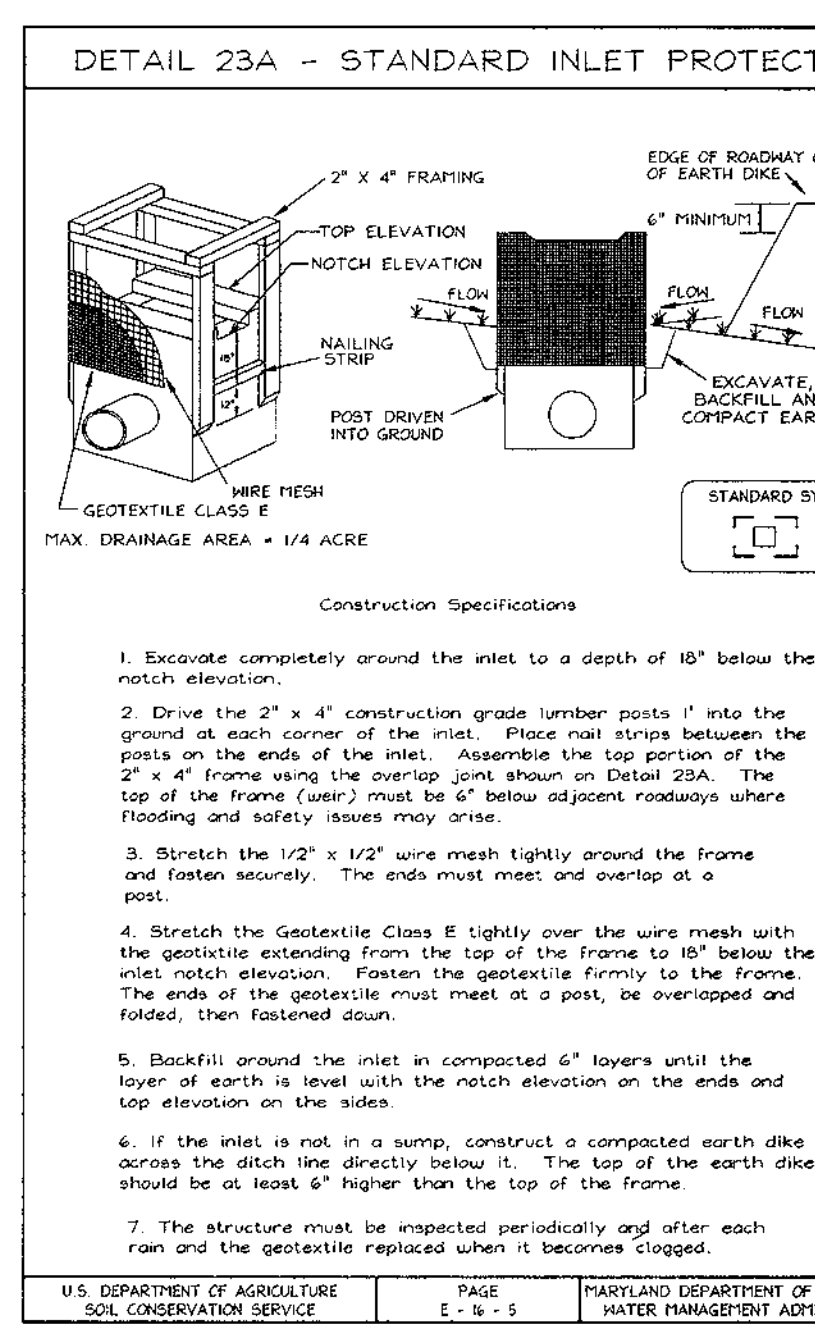 DETAIL 23A - STANDARD INLET PROTECT
EDGE OF ROADWAY
OF EARTH DIKE
2" X 4" FRAMING
6" MINIMUM
TOP ELEVATION
NOTCH ELEVATION
FLOW
FLOW
FLOW
NAILING
STRIP
18"
12"
EXCAVATE,
BACKFILL AN
COMPACT EAR
POST DRIVEN
INTO GROUND
WIRE MESH
GEOTEXTILE CLASS E
STANDARD SY
MAX. DRAINAGE AREA = 1/4 ACRE
Construction Specifications
1. Excavate completely around the inlet to a depth of 18" below the
notch elevation.
2. Drive the 2" x 4" construction grade lumber posts 1' into the
ground at each corner of the inlet. Place nail strips between the
posts on the ends of the inlet. Assemble the top portion of the
2" x 4" frame using the overlap joint shown on Detail 23A. The
top of the frame (weir) must be 6" below adjacent roadways where
flooding and safety issues may arise.
3. Stretch the 1/2" x 1/2" wire mesh tightly around the frame
and fasten securely. The ends must meet and overlap at a
post.
4. Stretch the Geotextile Class E tightly over the wire mesh with
the geotixtile extending from the top of the frame to 18" below the
inlet notch elevation. Fasten the geotextile firmly to the frame.
The ends of the geotextile must meet at a post, be overlapped and
folded, then fastened down.
5. Backfill around the inlet in compacted 6" layers until the
layer of earth is level with the notch elevation on the ends and
top elevation on the sides.
6. If the inlet is not in a sump, construct a compacted earth dike
across the ditch line directly below it. The top of the earth dike
should be at least 6" higher than the top of the frame.
7. The structure must be inspected periodically and after each
rain and the geotextile replaced when it becomes clogged.
U.S. DEPARTMENT OF AGRICULTURE
SOIL CONSERVATION SERVICE
PAGE
E - 16 - 5
MARYLAND DEPARTMENT OF
WATER MANAGEMENT ADM